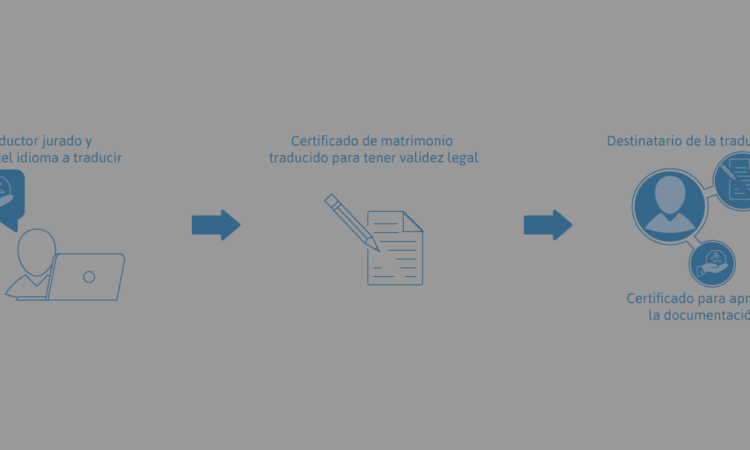 ductor jurado y
del idioma a traducir
Certificado de matrimonio
traducido para tener validez legal
Destinatario de la tradu
Certificado para apr
la documentació